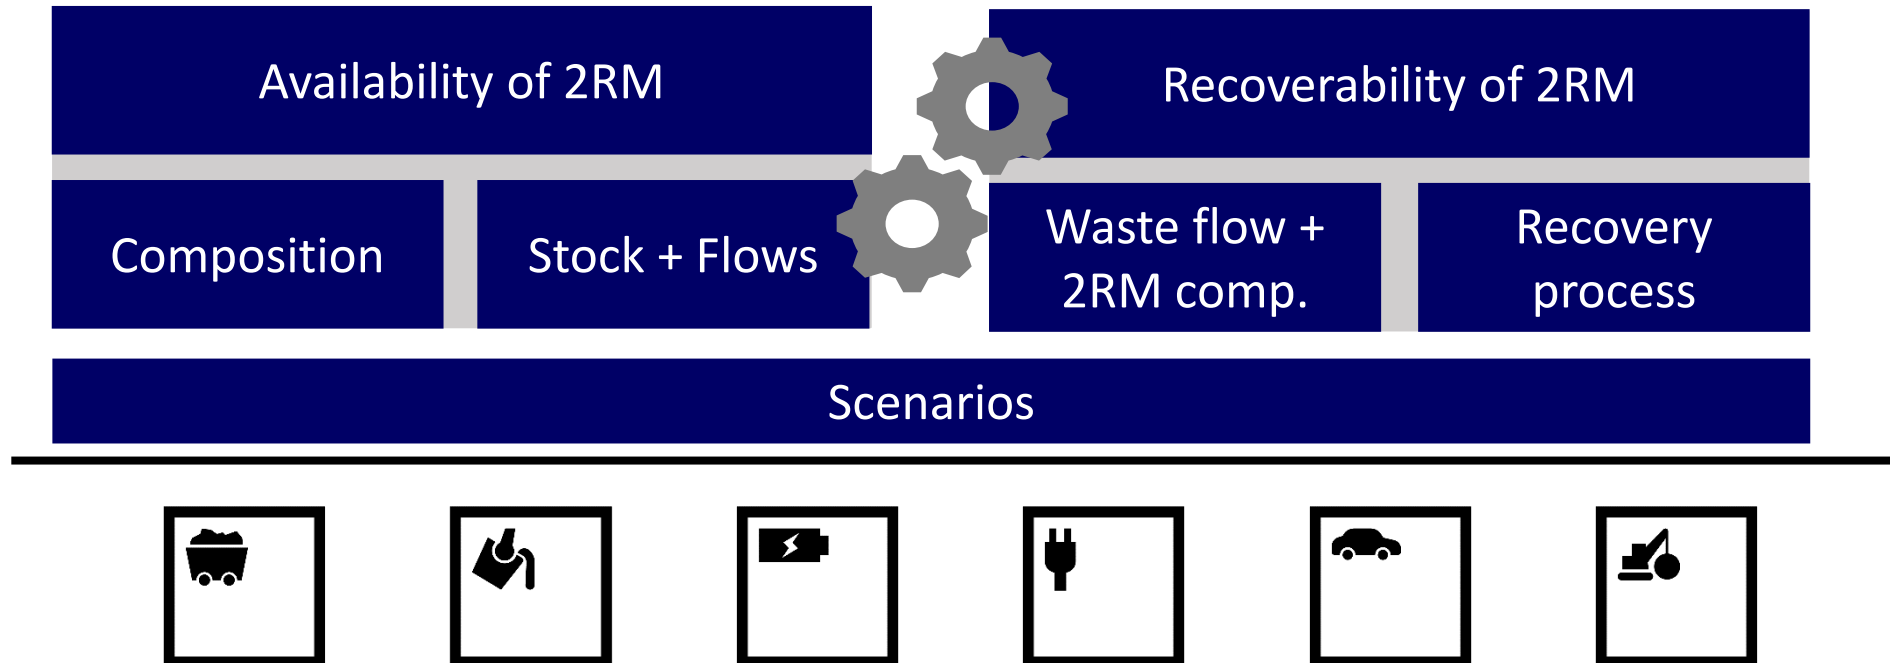 Availability of 2RM
Recoverability of 2RM
Composition
Stock + Flows
Waste flow +
2RM comp.
Recovery
process
Scenarios